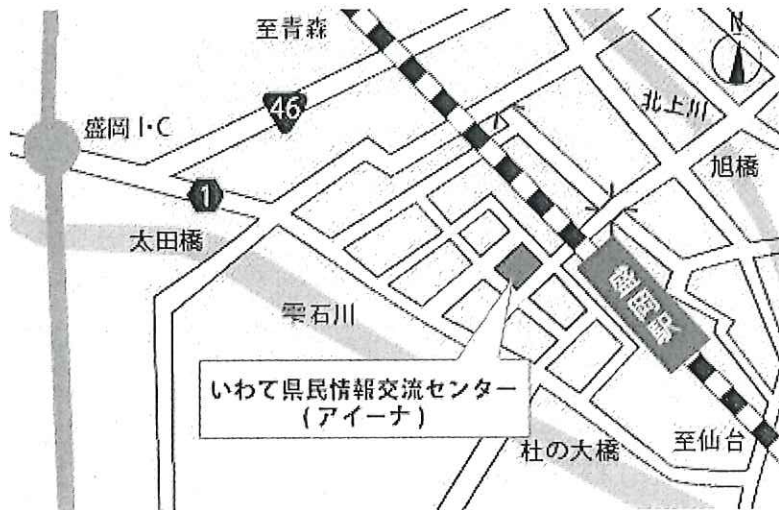 至青森
N
46
盛岡 I・C
北上川
旭橋
1
太田橋
雫石川
盛岡駅
いわて県民情報交流センター
(アイーナ)
杜の大橋
至仙台